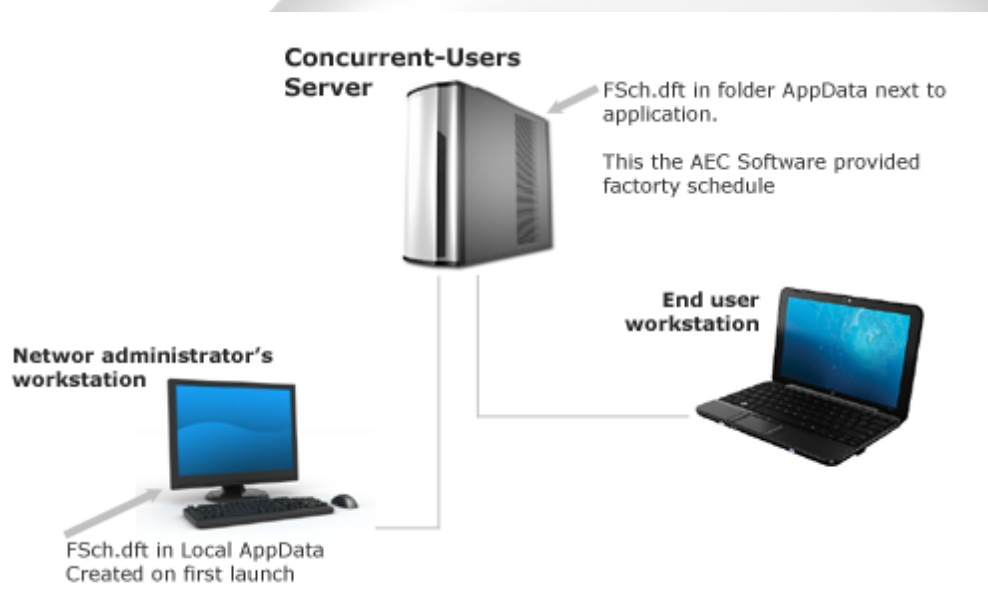 Concurrent-Users
Server
FSch.dft in folder AppData next to
application.
This the AEC Software provided
factorty schedule
End user
workstation
Networ administrator's
workstation
FSch.dft in Local AppData
Created on first launch